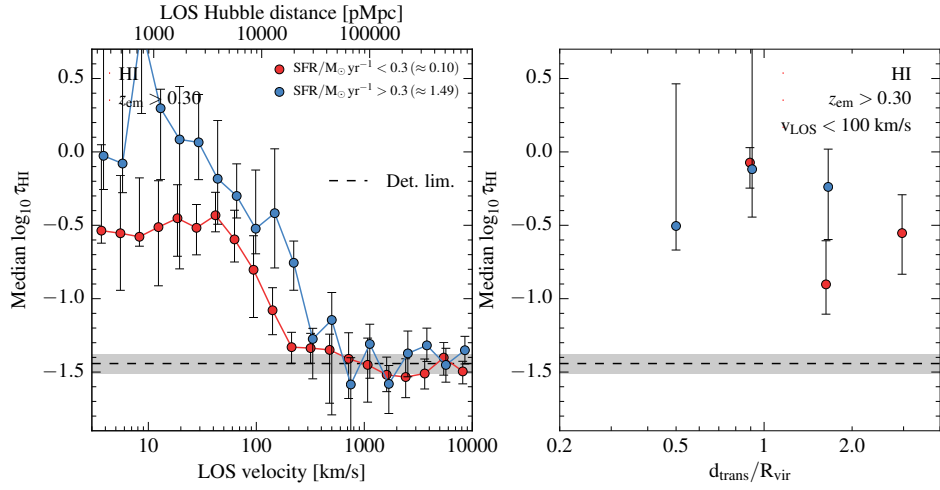 LOS Hubble distance [pMpc]
1000 10000 100000
HI
z_em > 0.30
SFR/M⊙ yr⁻¹ < 0.3 (≈ 0.10)
SFR/M⊙ yr⁻¹ > 0.3 (≈ 1.49)
Det. lim.
Median log₁₀ τ_HI
0.5
0.0
−0.5
−1.0
−1.5
10 100 1000 10000
LOS velocity [km/s]
HI
z_em > 0.30
v_LOS < 100 km/s
Median log₁₀ τ_HI
0.5
0.0
−0.5
−1.0
−1.5
0.2 0.5 1 2.0
d_trans/R_vir